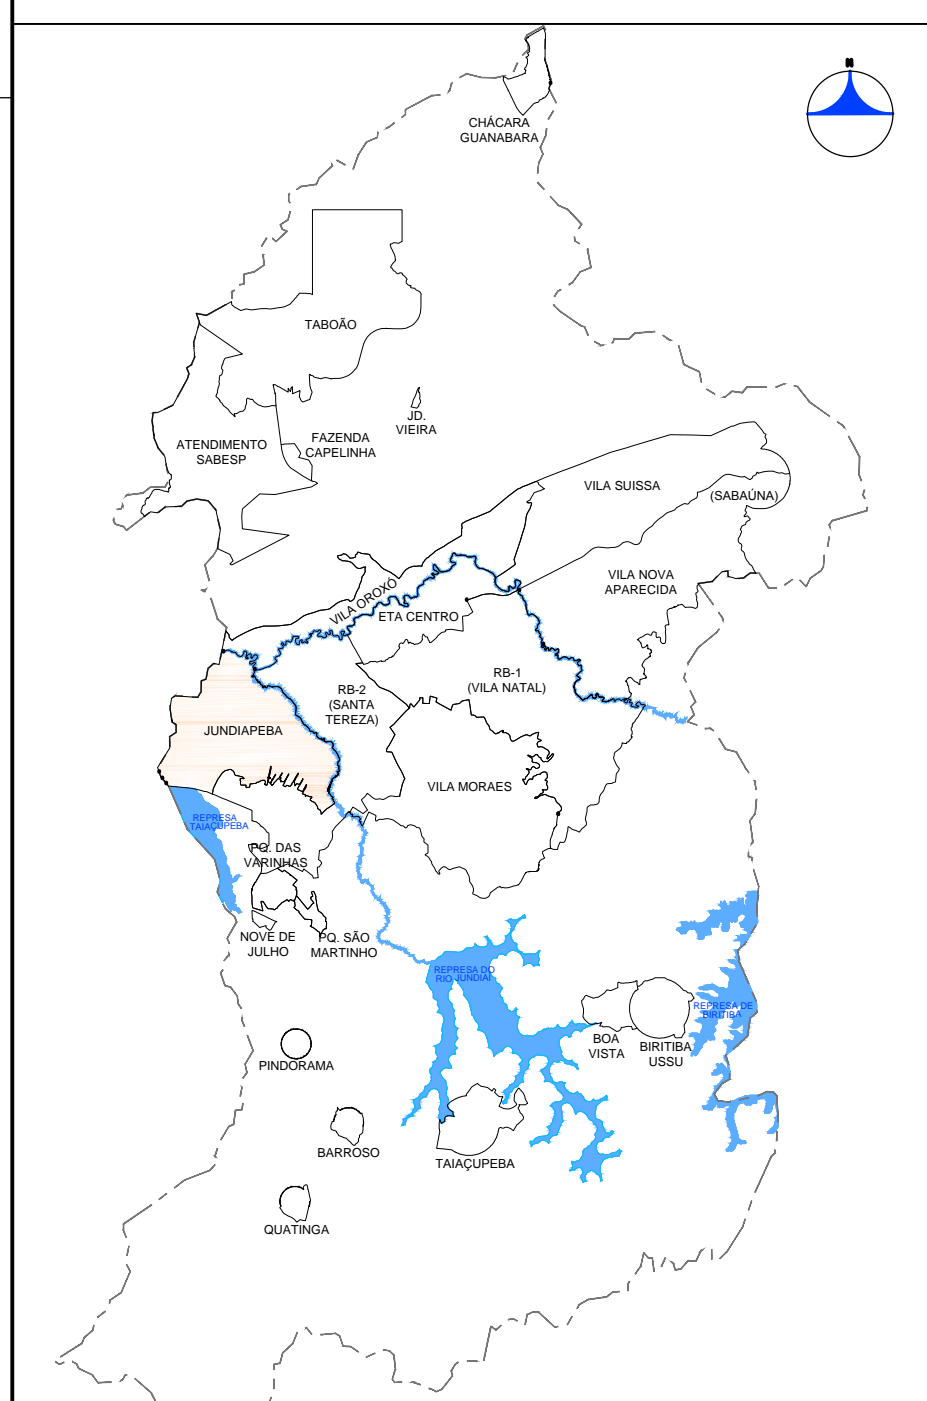 N
CHÁCARA
GUANABARA
TABOÃO
JD.
VIEIRA
ATENDIMENTO
SABESP
FAZENDA
CAPELINHA
VILA SUISSA
(SABAÚNA)
VILA NOVA
APARECIDA
VILA OROXÓ
ETA CENTRO
RB-1
(VILA NATAL)
RB-2
(SANTA
TEREZA)
JUNDIAPEBA
VILA MORAES
REPRESA
TAIAÇUPEBA
PQ. DAS
VARINHAS
NOVE DE
JULHO
PQ. SÃO
MARTINHO
REPRESA DO
RIO JUNDIAÍ
REPRESA DE
BIRITIBA
BOA
VISTA
BIRITIBA
USSU
PINDORAMA
BARROSO
TAIAÇUPEBA
QUATINGA